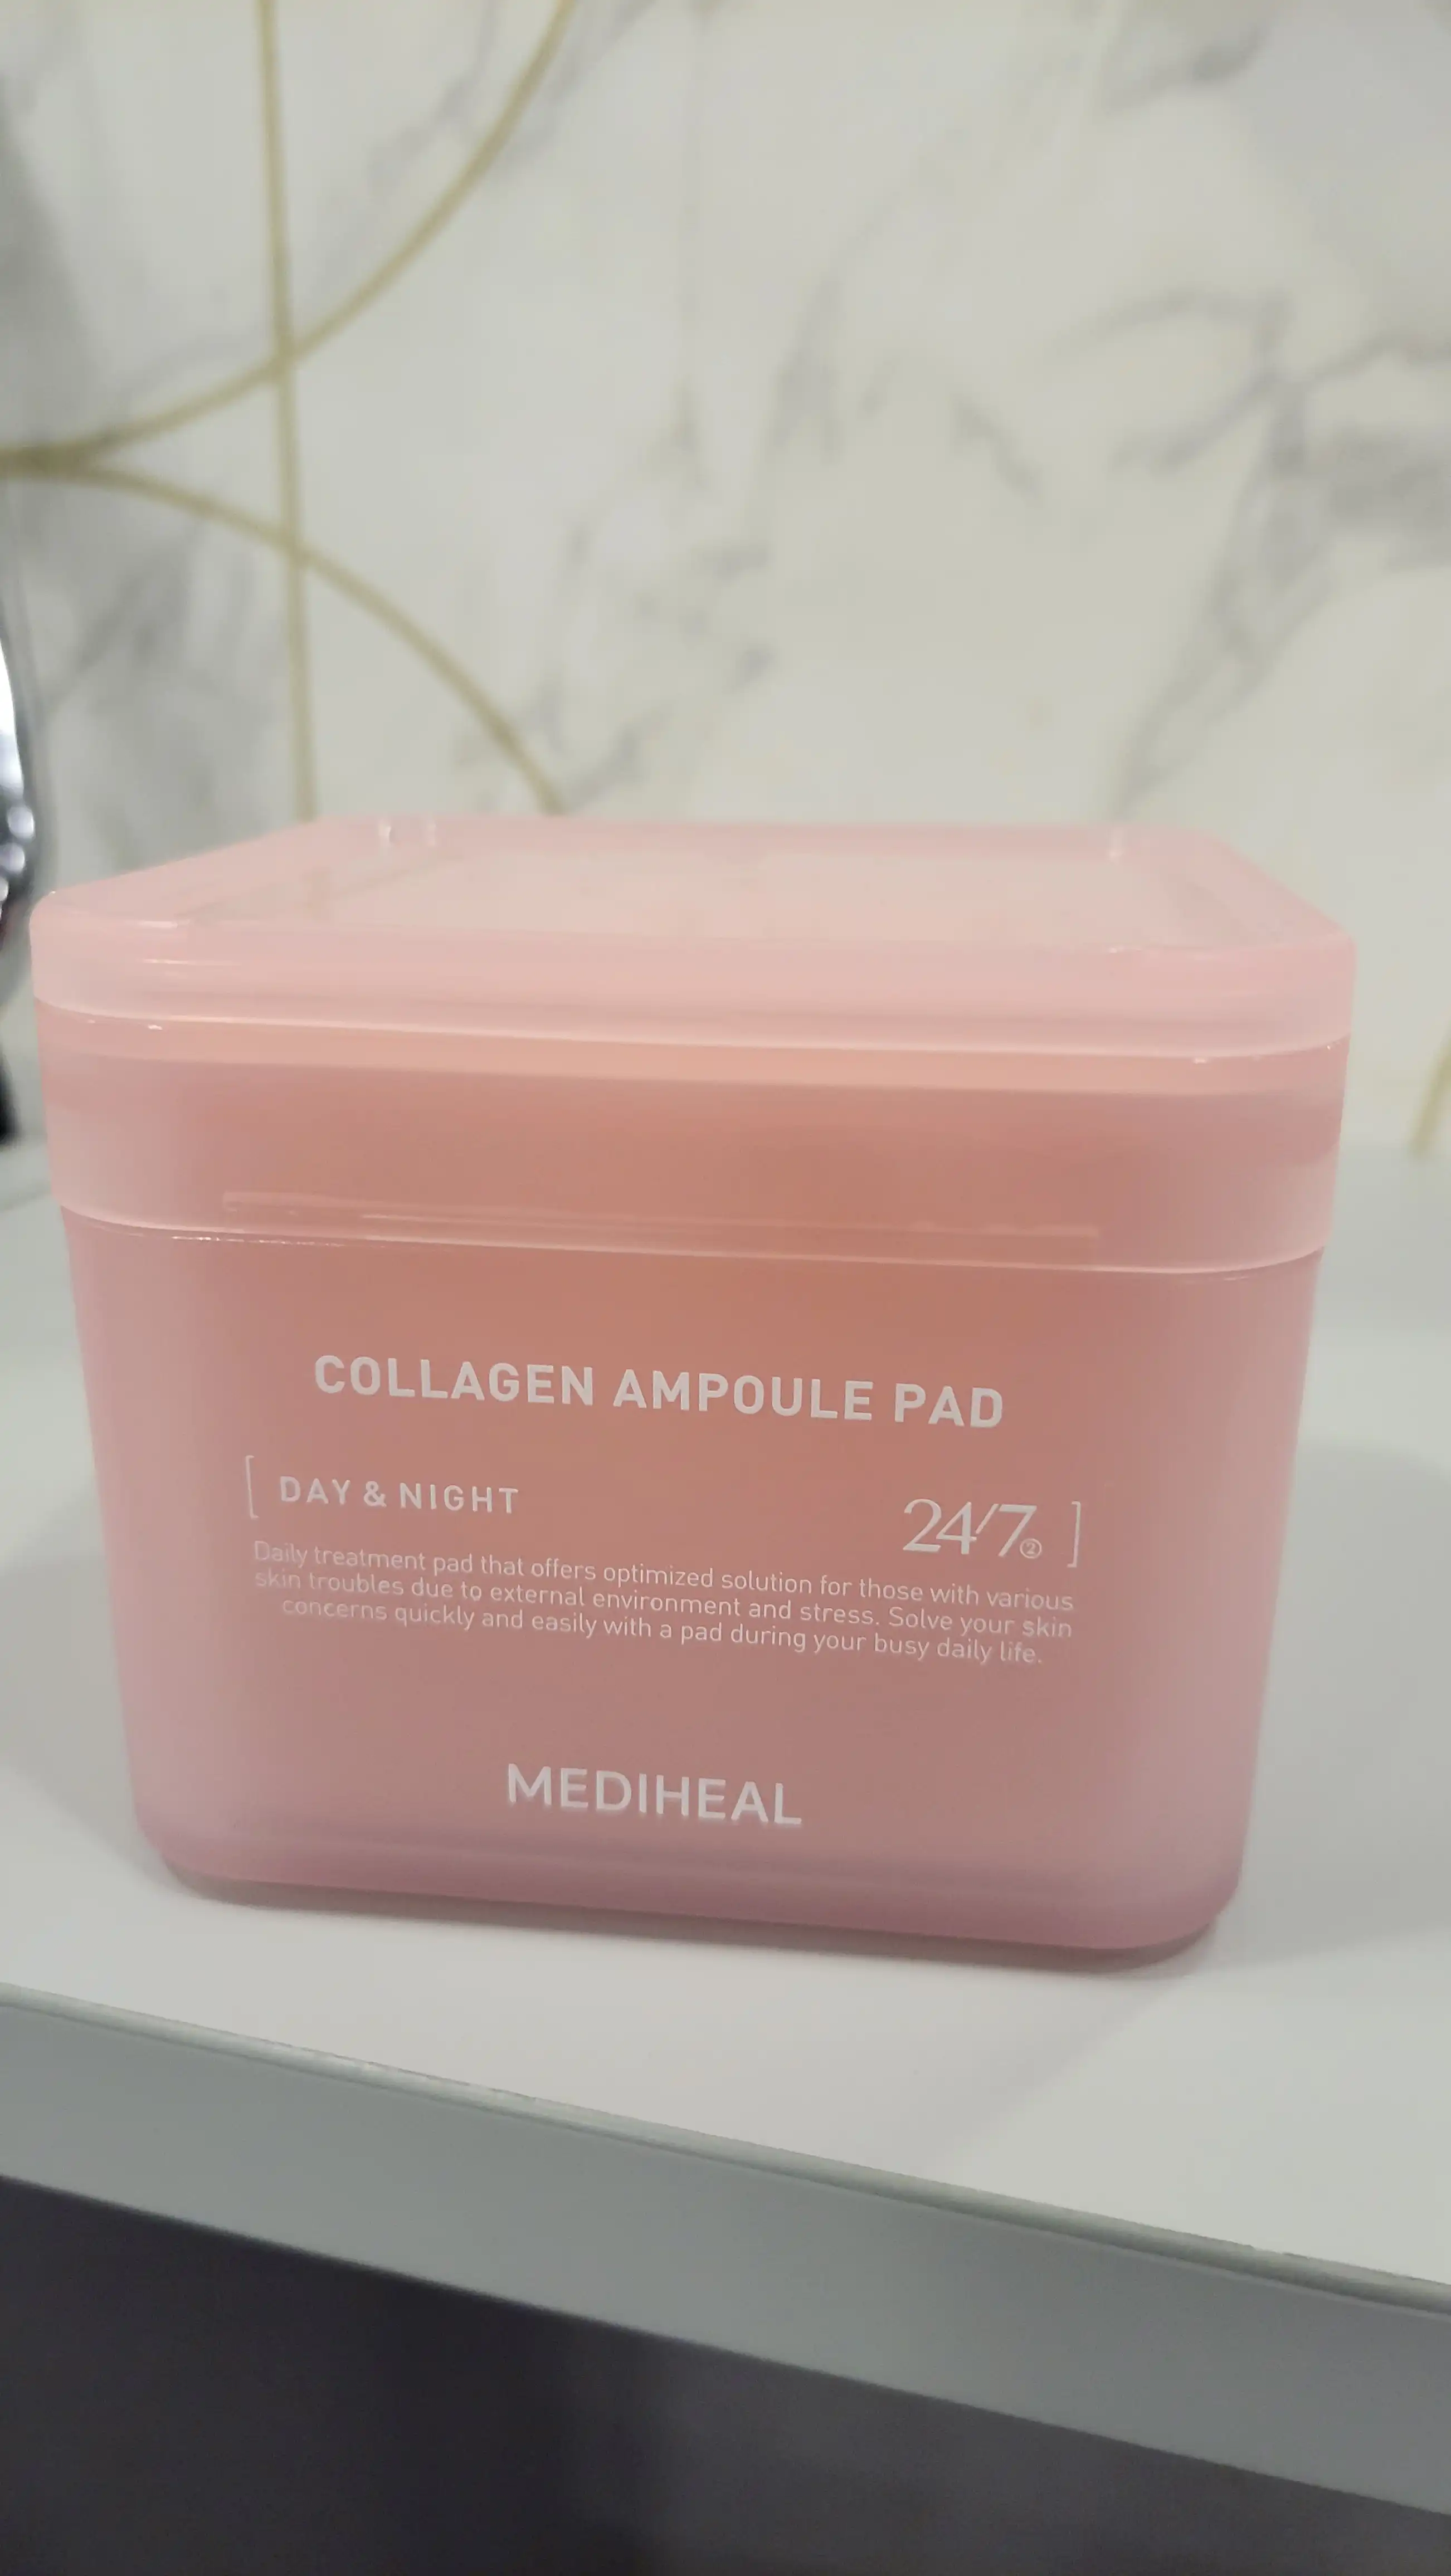 COLLAGEN AMPOULE PAD
[ DAY & NIGHT 24/7② ]
Daily treatment pad that offers optimized solution for those with various
skin troubles due to external environment and stress. Solve your skin
concerns quickly and easily with a pad during your busy daily life.
MEDIHEAL